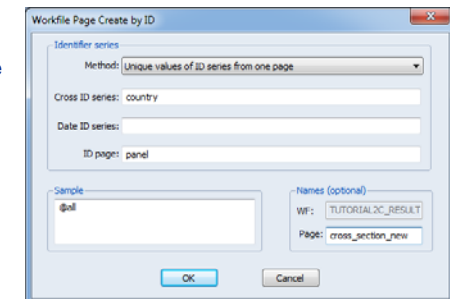 Workfile Page Create by ID
Identifier series
Method: Unique values of ID series from one page
Cross ID series: country
Date ID series:
ID page: panel
Sample
@all
Names (optional)
WF: TUTORIAL2C_RESULT
Page: cross_section_new
OK Cancel